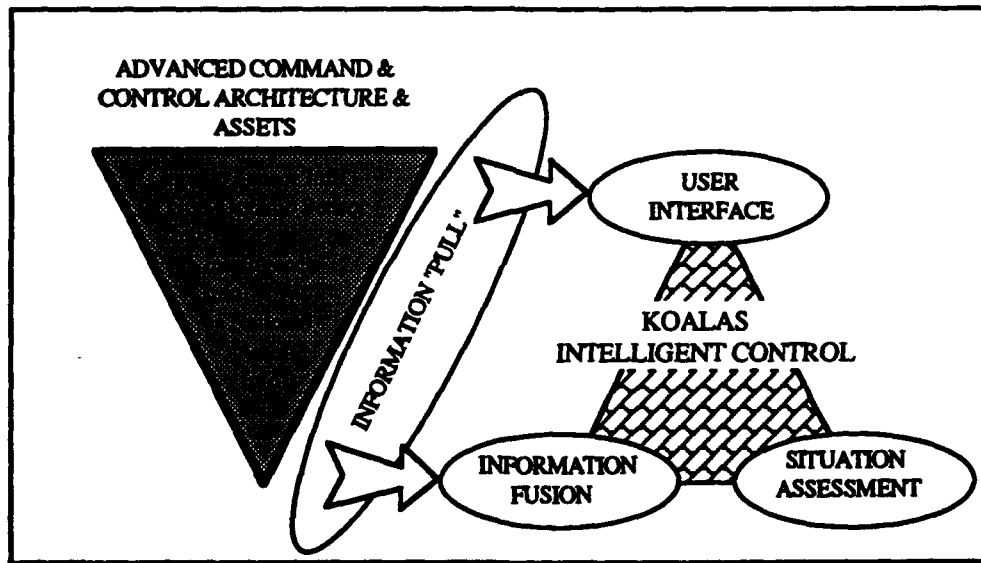 ADVANCED COMMAND &
CONTROL ARCHITECTURE &
ASSETS
INFORMATION "PULL"
USER
INTERFACE
KOALAS
INTELLIGENT CONTROL
INFORMATION
FUSION
SITUATION
ASSESSMENT